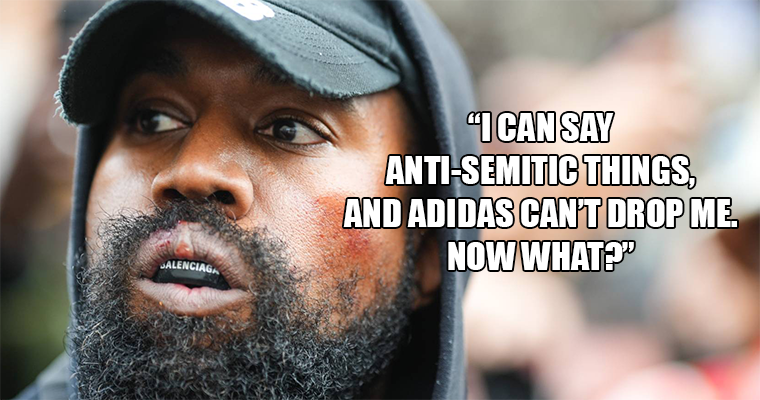 “I CAN SAY
ANTI-SEMITIC THINGS,
AND ADIDAS CAN’T DROP ME.
NOW WHAT?”
BALENCIAGA